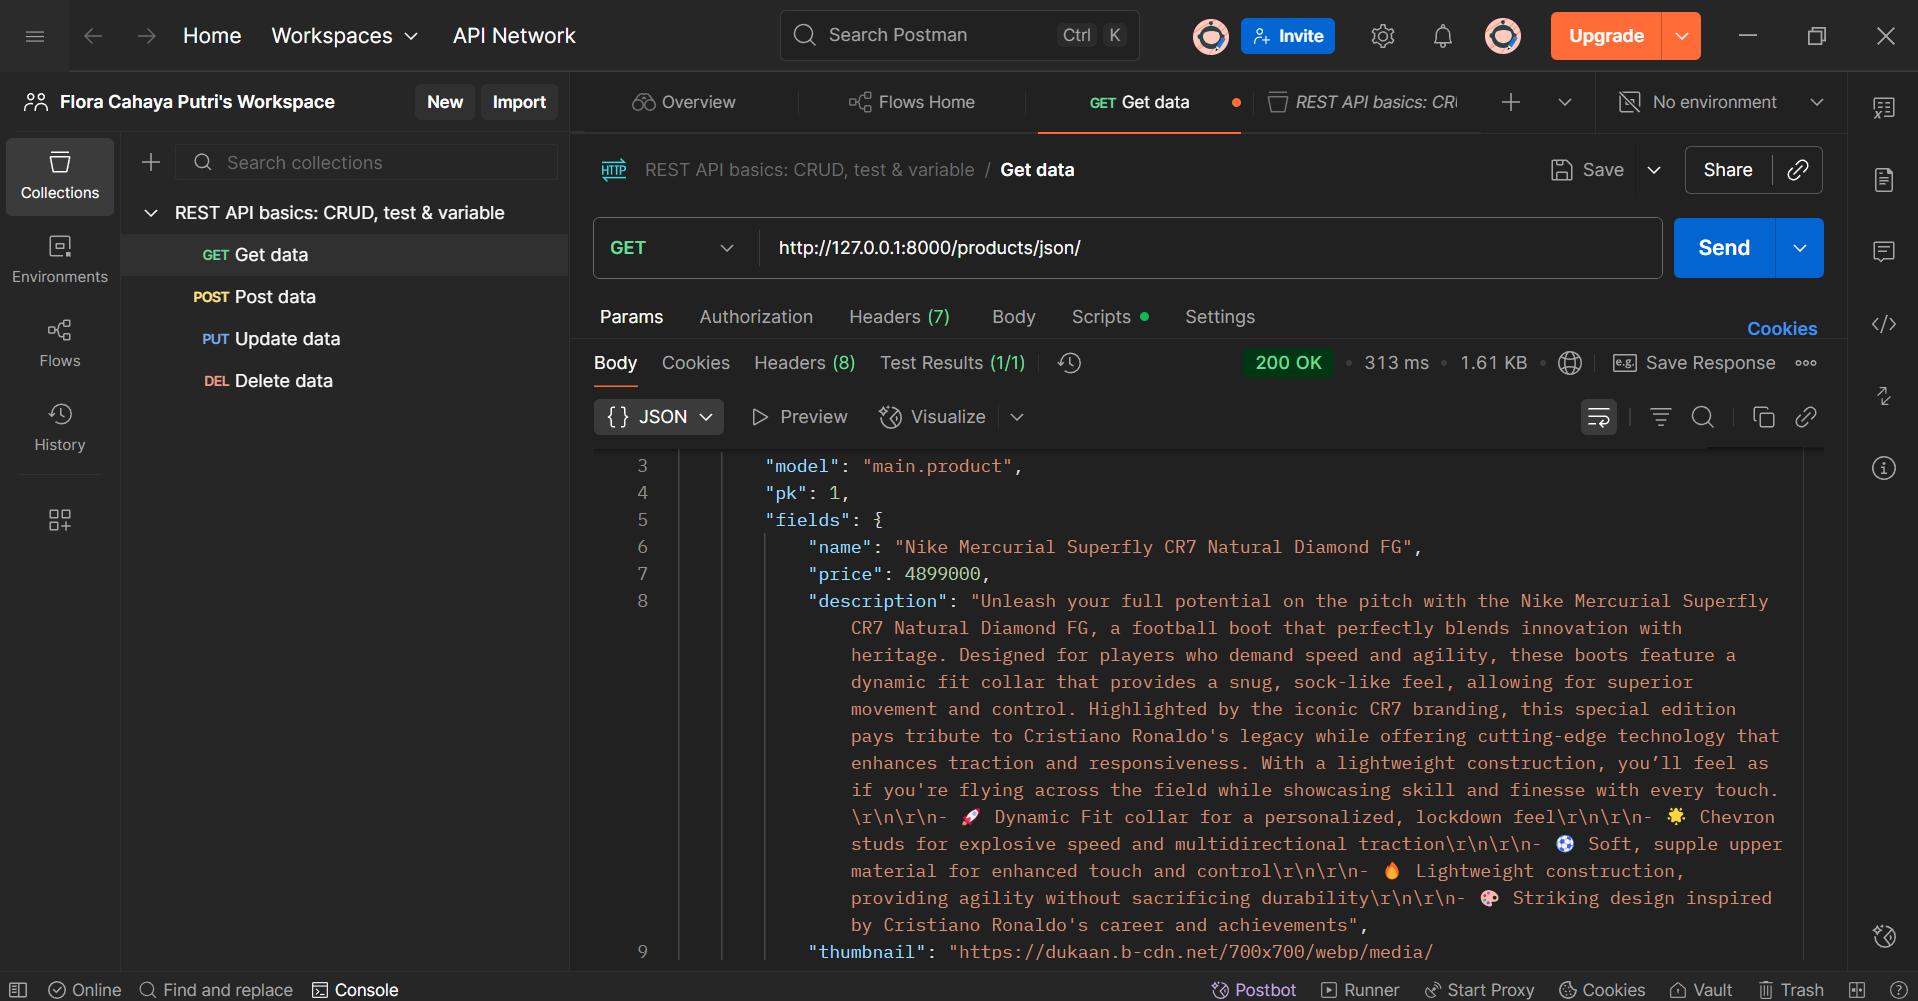 Home
Workspaces
API Network
Search Postman
Ctrl K
Invite
Upgrade
Flora Cahaya Putri's Workspace
New
Import
Overview
Flows Home
GET Get data
REST API basics: CRU
No environment
Collections
Environments
Flows
History
Search collections
REST API basics: CRUD, test & variable
GET Get data
POST Post data
PUT Update data
DEL Delete data
HTTP REST API basics: CRUD, test & variable / Get data
Save
Share
GET http://127.0.0.1:8000/products/json/
Send
Params Authorization Headers (7) Body Scripts Settings
Cookies
Body Cookies Headers (8) Test Results (1/1)
200 OK • 313 ms • 1.61 KB • e.g. Save Response
{} JSON Preview Visualize
3 "model": "main.product",
4 "pk": 1,
5 "fields": {
6 "name": "Nike Mercurial Superfly CR7 Natural Diamond FG",
7 "price": 4899000,
8 "description": "Unleash your full potential on the pitch with the Nike Mercurial Superfly
CR7 Natural Diamond FG, a football boot that perfectly blends innovation with
heritage. Designed for players who demand speed and agility, these boots feature a
dynamic fit collar that provides a snug, sock-like feel, allowing for superior
movement and control. Highlighted by the iconic CR7 branding, this special edition
pays tribute to Cristiano Ronaldo's legacy while offering cutting-edge technology that
enhances traction and responsiveness. With a lightweight construction, you’ll feel as
if you're flying across the field while showcasing skill and finesse with every touch.
\r\n\r\n- 🚀 Dynamic Fit collar for a personalized, lockdown feel\r\n\r\n- 🌟 Chevron
studs for explosive speed and multidirectional traction\r\n\r\n- ⚽ Soft, supple upper
material for enhanced touch and control\r\n\r\n- 🔥 Lightweight construction,
providing agility without sacrificing durability\r\n\r\n- 🎨 Striking design inspired
by Cristiano Ronaldo's career and achievements",
9 "thumbnail": "https://dukaan.b-cdn.net/700x700/webp/media/
Online
Find and replace
Console
Postbot
Runner
Start Proxy
Cookies
Vault
Trash